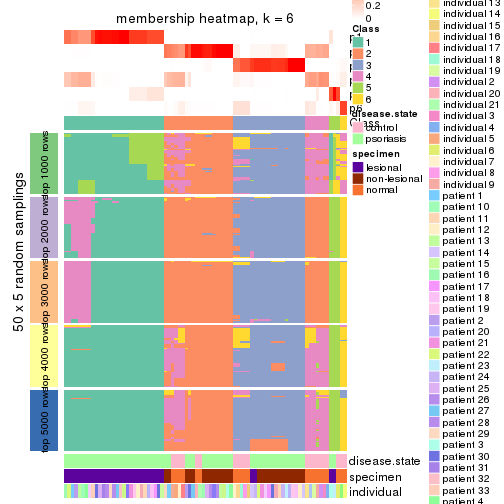 membership heatmap, k = 6
0.2
0
Class
1
2
3
4
5
6
disease.state
control
psoriasis
specimen
lesional
non-lesional
normal
50 x 5 random samplings
top 1000 rows
top 2000 rows
top 3000 rows
top 4000 rows
top 5000 rows
disease.state
specimen
individual
individual 13
individual 14
individual 15
individual 16
individual 17
individual 18
individual 19
individual 2
individual 20
individual 21
individual 3
individual 4
individual 5
individual 6
individual 7
individual 8
individual 9
patient 1
patient 10
patient 11
patient 12
patient 13
patient 14
patient 15
patient 16
patient 17
patient 18
patient 19
patient 2
patient 20
patient 21
patient 22
patient 23
patient 24
patient 25
patient 26
patient 27
patient 28
patient 29
patient 3
patient 30
patient 31
patient 32
patient 33
patient 4